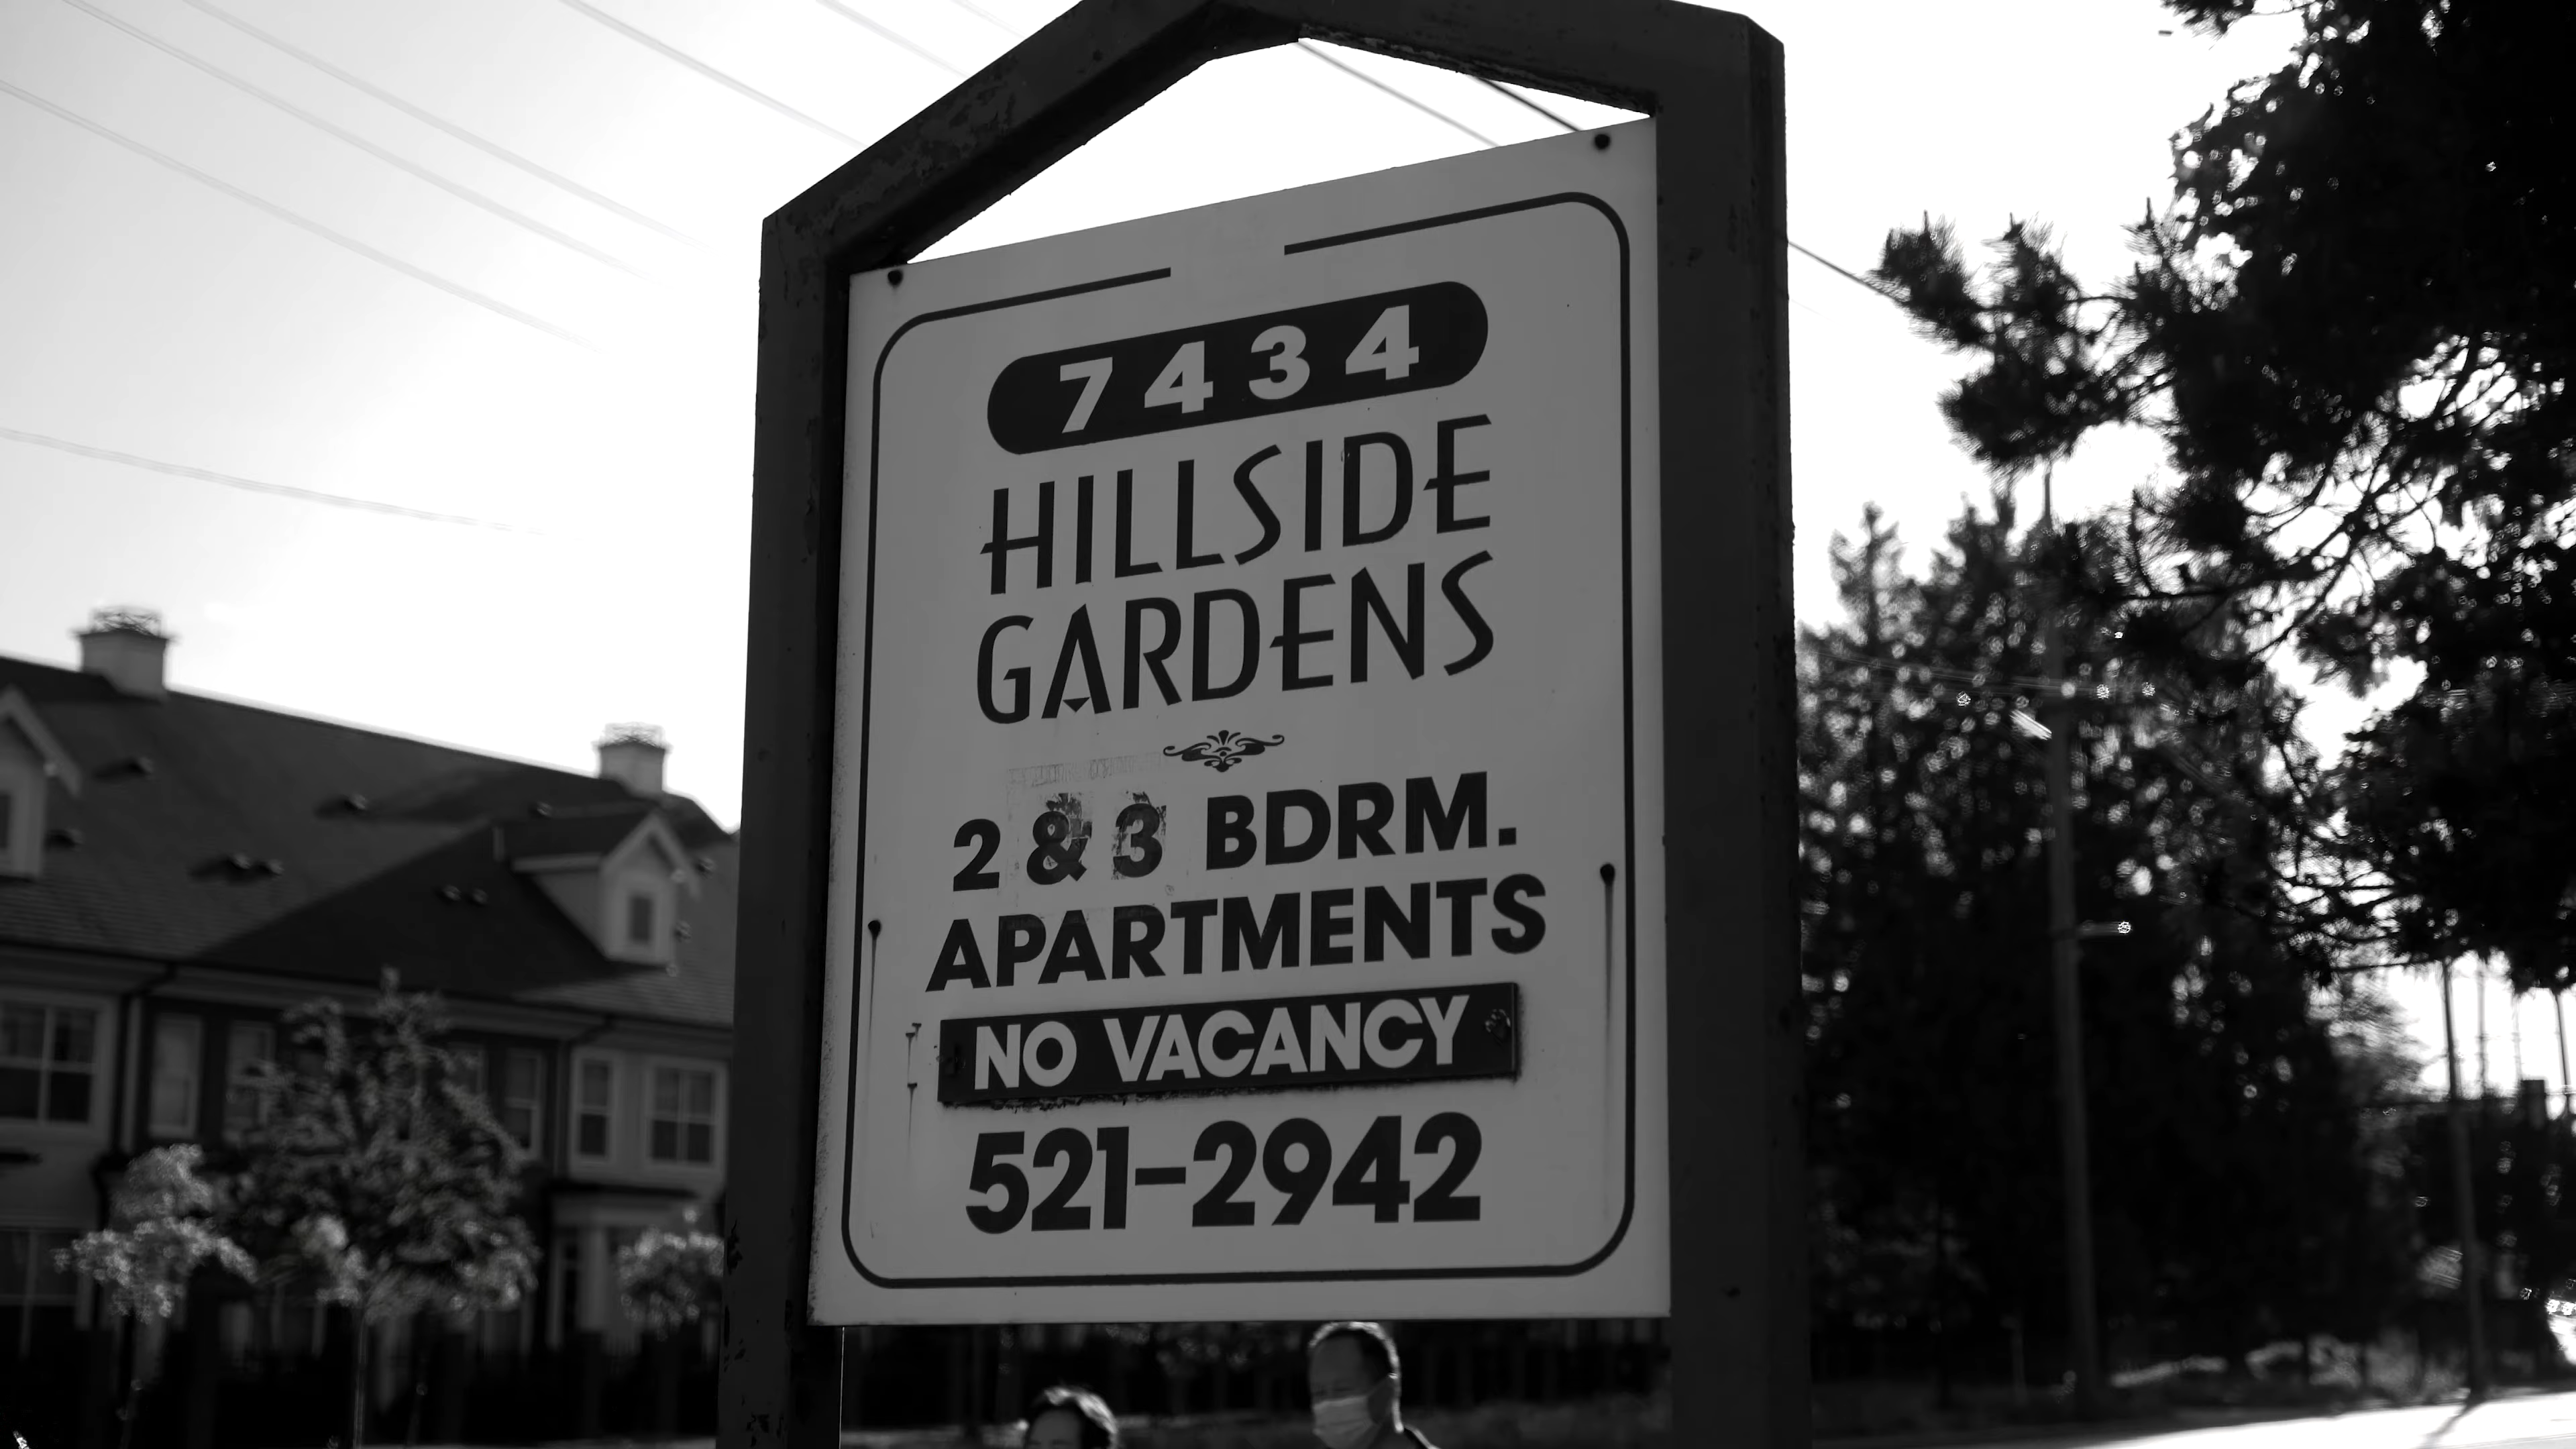 7434
HILLSIDE
GARDENS
2 & 3 BDRM.
APARTMENTS
NO VACANCY
521-2942